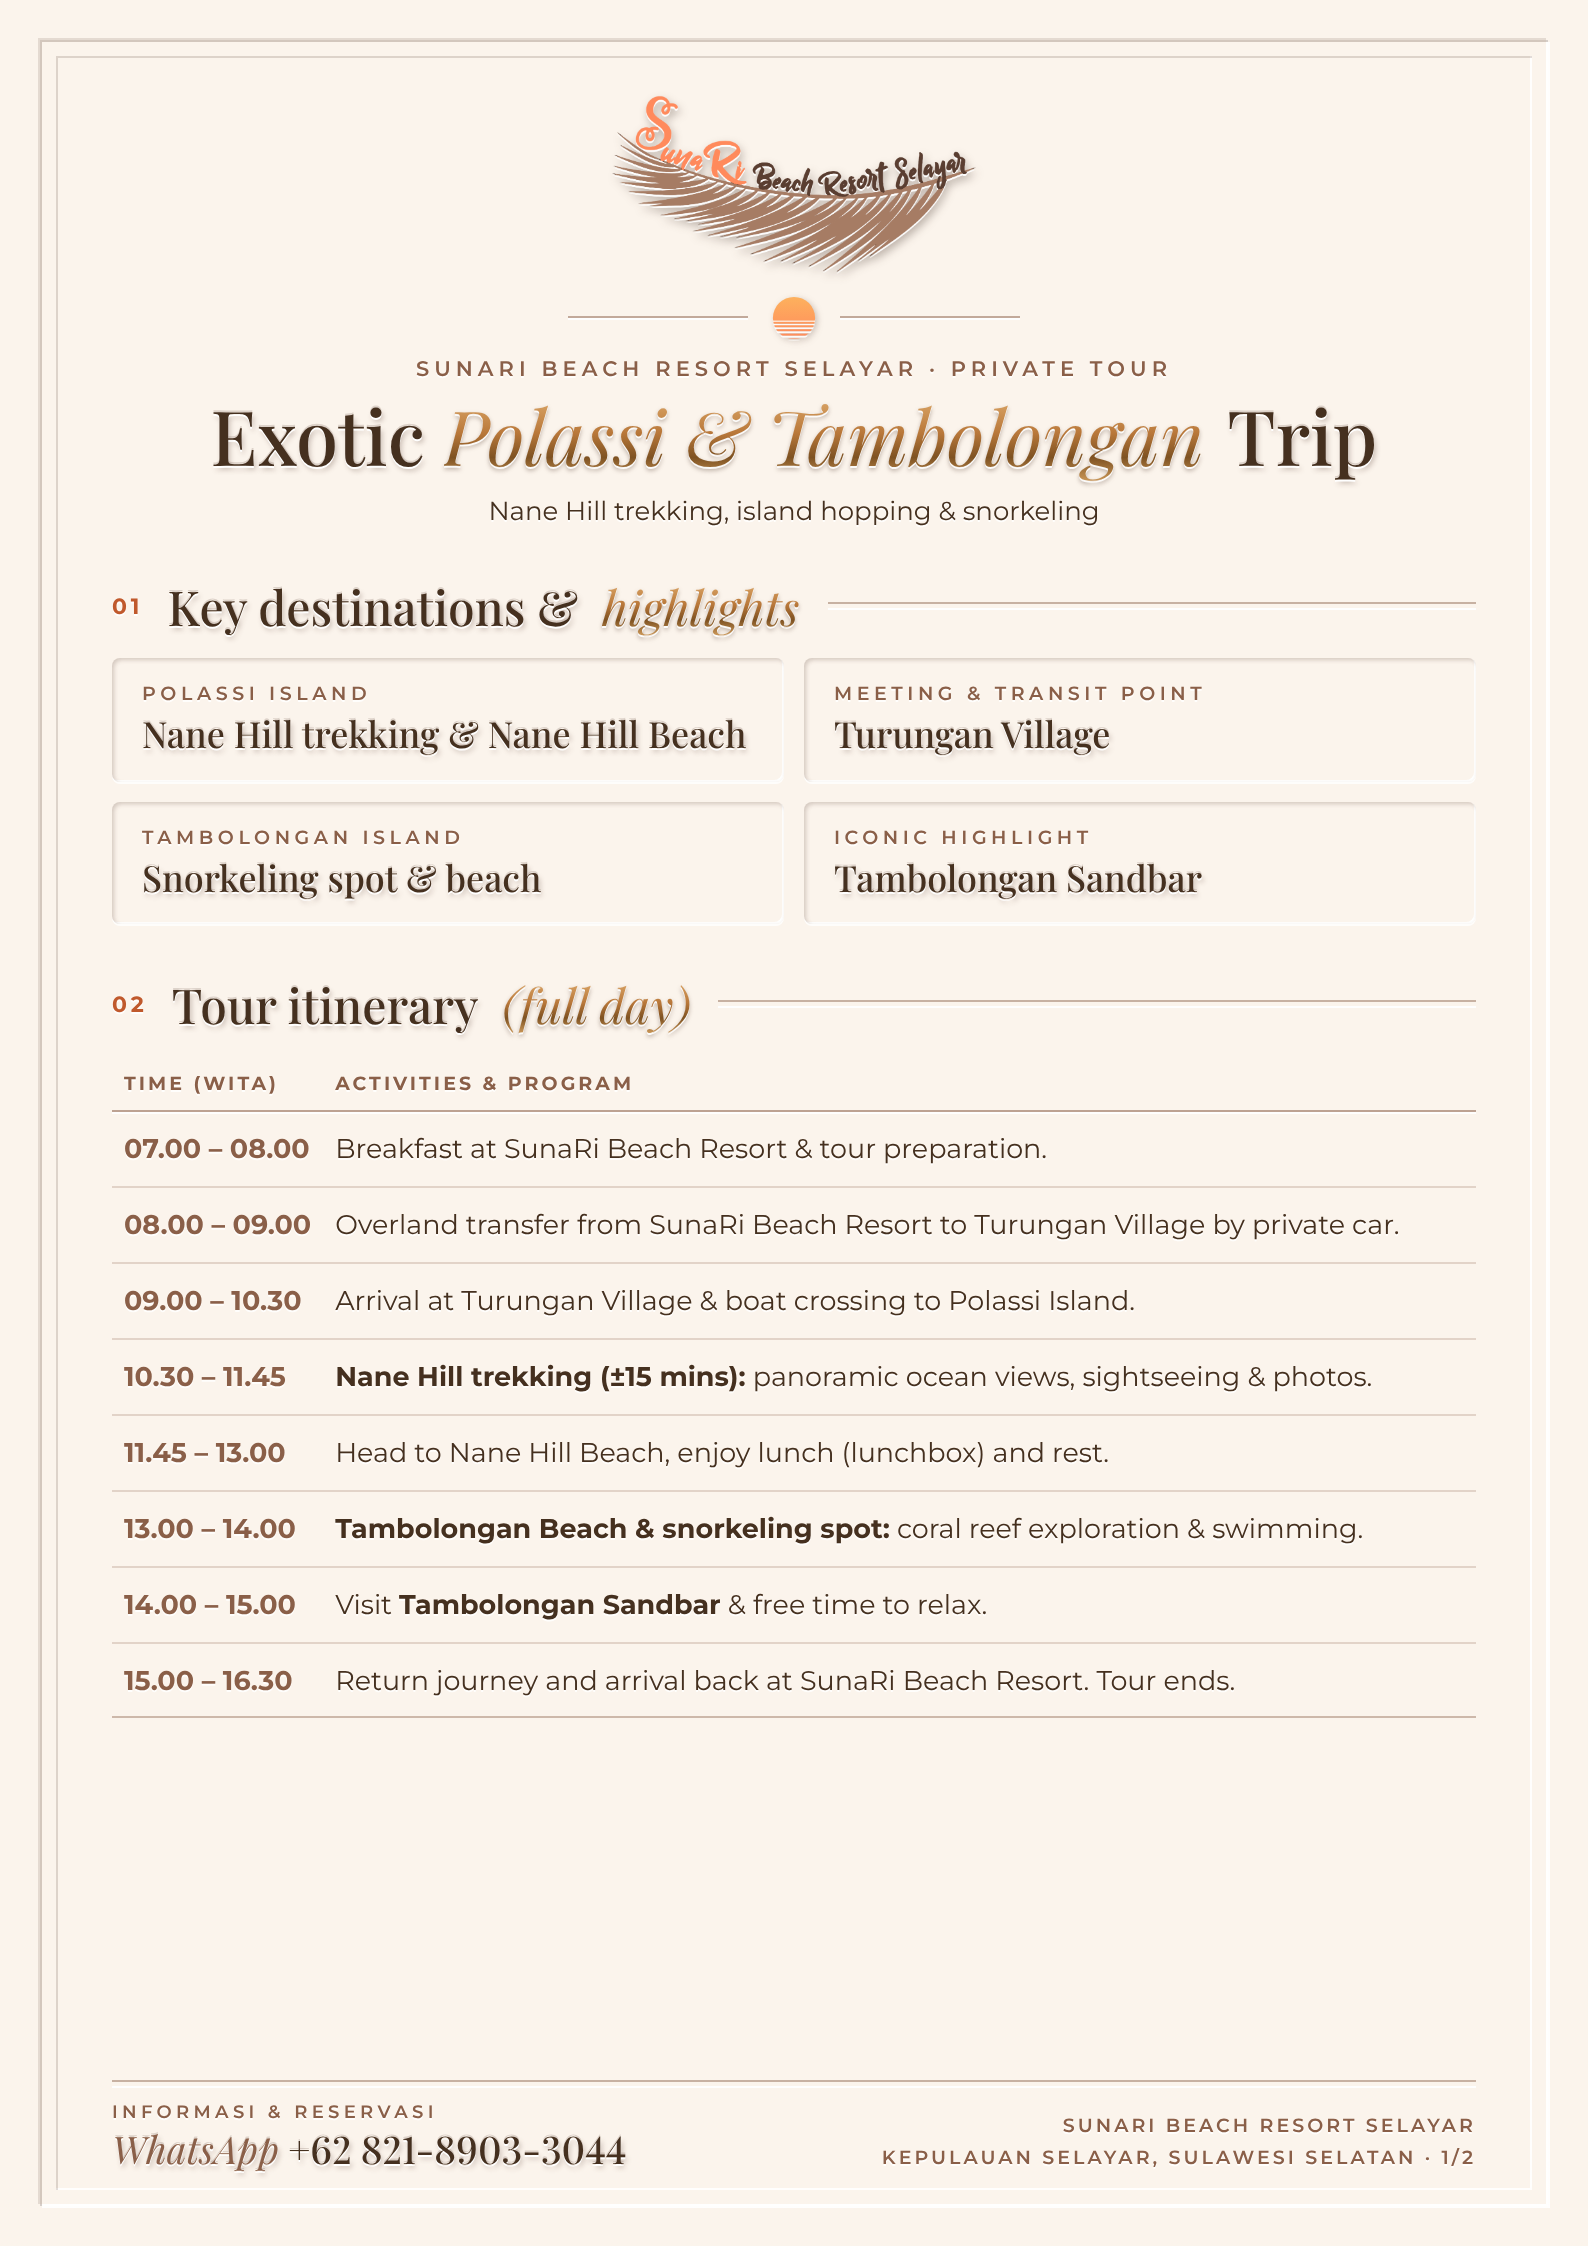 SunaRi Beach Resort Selayar
SUNARI BEACH RESORT SELAYAR · PRIVATE TOUR
Exotic Polassi & Tambolongan Trip
Nane Hill trekking, island hopping & snorkeling
01 Key destinations & highlights
POLASSI ISLAND
Nane Hill trekking & Nane Hill Beach
MEETING & TRANSIT POINT
Turungan Village
TAMBOLONGAN ISLAND
Snorkeling spot & beach
ICONIC HIGHLIGHT
Tambolongan Sandbar
02 Tour itinerary (full day)
TIME (WITA) ACTIVITIES & PROGRAM
07.00 – 08.00 Breakfast at SunaRi Beach Resort & tour preparation.
08.00 – 09.00 Overland transfer from SunaRi Beach Resort to Turungan Village by private car.
09.00 – 10.30 Arrival at Turungan Village & boat crossing to Polassi Island.
10.30 – 11.45 Nane Hill trekking (±15 mins): panoramic ocean views, sightseeing & photos.
11.45 – 13.00 Head to Nane Hill Beach, enjoy lunch (lunchbox) and rest.
13.00 – 14.00 Tambolongan Beach & snorkeling spot: coral reef exploration & swimming.
14.00 – 15.00 Visit Tambolongan Sandbar & free time to relax.
15.00 – 16.30 Return journey and arrival back at SunaRi Beach Resort. Tour ends.
INFORMASI & RESERVASI
WhatsApp +62 821-8903-3044
SUNARI BEACH RESORT SELAYAR
KEPULAUAN SELAYAR, SULAWESI SELATAN · 1/2